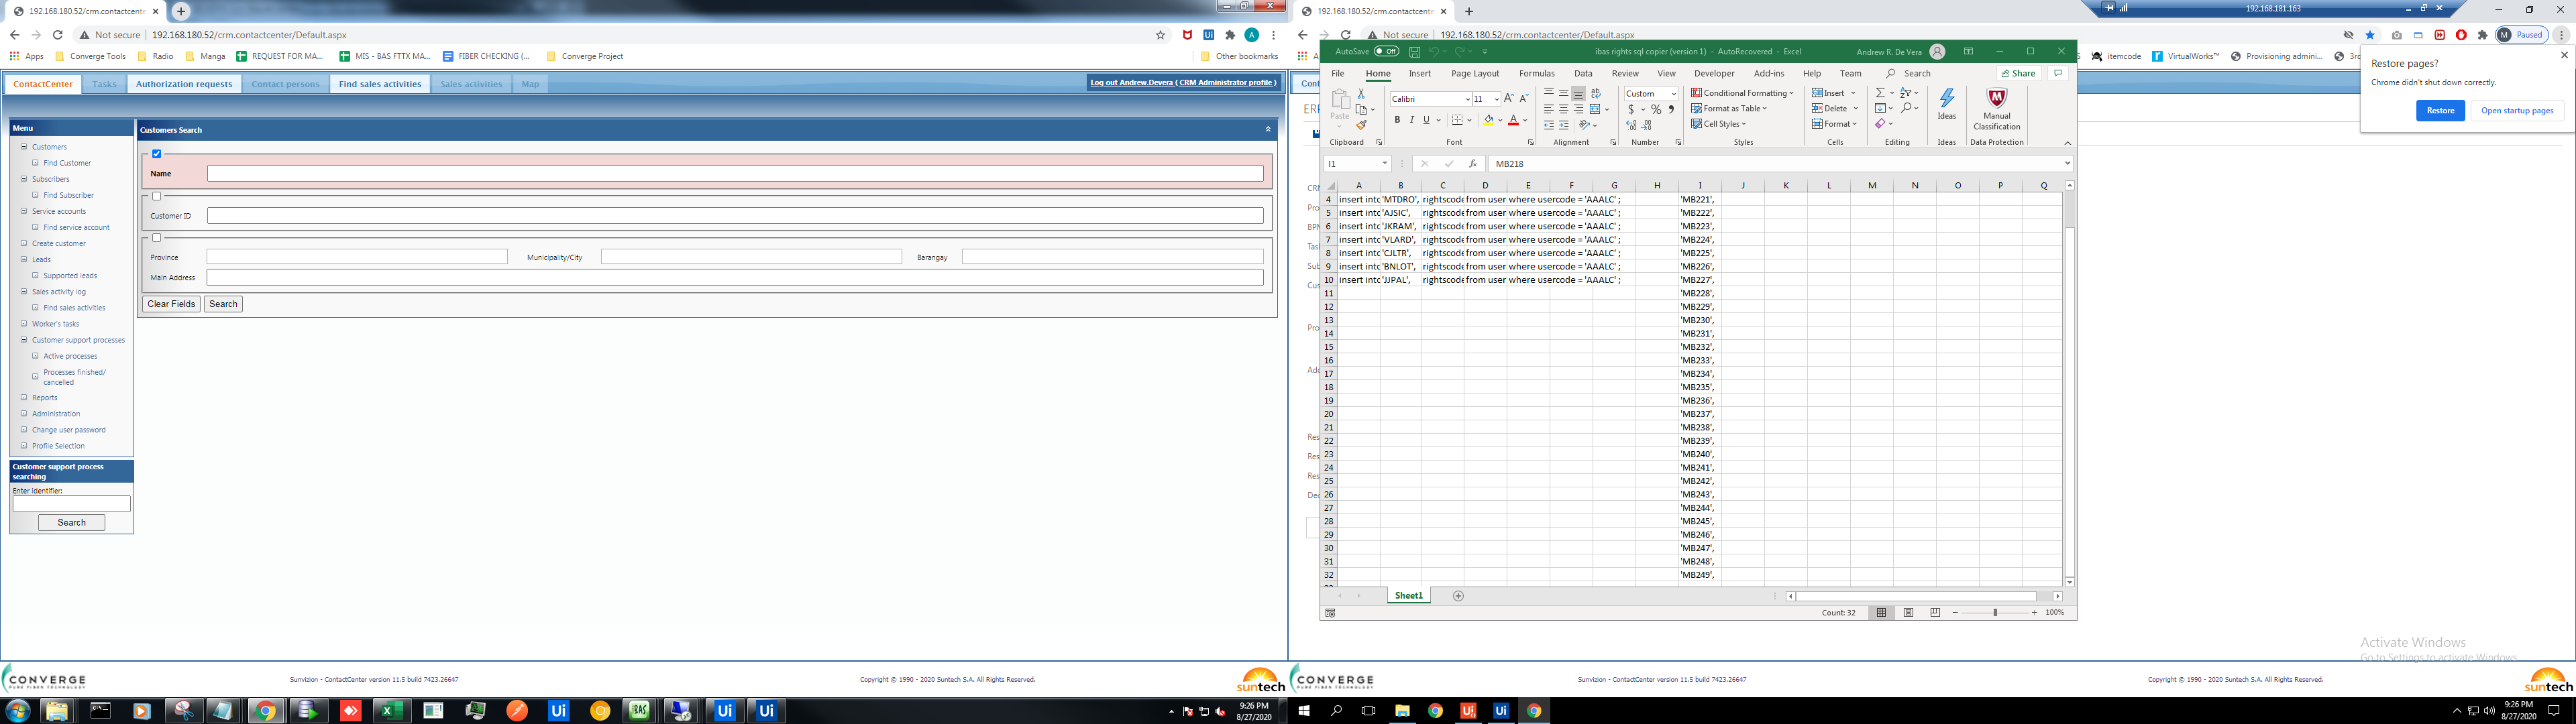 192.168.180.52/crm.contactcente
Not secure | 192.168.180.52/crm.contactcenter/Default.aspx
Apps Converge Tools Radio Manga REQUEST FOR MA... MIS - BAS FTTX MA... FIBER CHECKING (... Converge Project Other bookmarks
ContactCenter Tasks Authorization requests Contact persons Find sales activities Sales activities Map
Log out Andrew.Devera ( CRM Administrator profile )
Menu
Customers
Find Customer
Subscribers
Find Subscriber
Service accounts
Find service account
Create customer
Leads
Supported leads
Sales activity log
Find sales activities
Worker's tasks
Customer support processes
Active processes
Processes finished/
cancelled
Reports
Administration
Change user password
Profile Selection
Customer support process
searching
Enter identifier:
Search
Customers Search
Name
Customer ID
Province Municipality/City Barangay
Main Address
Clear Fields Search
CONVERGE
PURE FIBER TECHNOLOGY
Sunvizion - ContactCenter version 11.5 build 7423.26647
Copyright © 1990 - 2020 Suntech S.A. All Rights Reserved.
suntech
9:26 PM
8/27/2020
192.168.180.52/crm.contactcente
192.168.181.163
Not secure | 192.168.180.52/crm.contactcenter/Default.aspx
Paused
itemcode VirtualWorks™ Provisioning admini... 3r
Restore pages?
Chrome didn't shut down correctly.
Restore Open startup pages
AutoSave Off
ibas rights sql copier (version 1) - AutoRecovered - Excel
Andrew R. De Vera
File Home Insert Page Layout Formulas Data Review View Developer Add-ins Help Team Search Share
Paste
Calibri 11
B I U
Custom
Conditional Formatting
Format as Table
Cell Styles
Insert
Delete
Format
Ideas
Manual
Classification
Clipboard Font Alignment Number Styles Cells Editing Ideas Data Protection
I1 MB218
A B C D E F G H I J K L M N O P Q
4 insert into 'MTDRO', rightscode from user where usercode = 'AAALC' ; 'MB221',
5 insert into 'AJSIC', rightscode from user where usercode = 'AAALC' ; 'MB222',
6 insert into 'JKRAM', rightscode from user where usercode = 'AAALC' ; 'MB223',
7 insert into 'VLARD', rightscode from user where usercode = 'AAALC' ; 'MB224',
8 insert into 'CJLTR', rightscode from user where usercode = 'AAALC' ; 'MB225',
9 insert into 'BNLOT', rightscode from user where usercode = 'AAALC' ; 'MB226',
10 insert into 'JJPAL', rightscode from user where usercode = 'AAALC' ; 'MB227',
11 'MB228',
12 'MB229',
13 'MB230',
14 'MB231',
15 'MB232',
16 'MB233',
17 'MB234',
18 'MB235',
19 'MB236',
20 'MB237',
21 'MB238',
22 'MB239',
23 'MB240',
24 'MB241',
25 'MB242',
26 'MB243',
27 'MB244',
28 'MB245',
29 'MB246',
30 'MB247',
31 'MB248',
32 'MB249',
Sheet1
Count: 32
100%
Activate Windows
Go to Settings to activate Windows.
CONVERGE
PURE FIBER TECHNOLOGY
Sunvizion - ContactCenter version 11.5 build 7423.26647
Copyright © 1990 - 2020 Suntech S.A. All Rights Reserved.
suntech
9:26 PM
8/27/2020